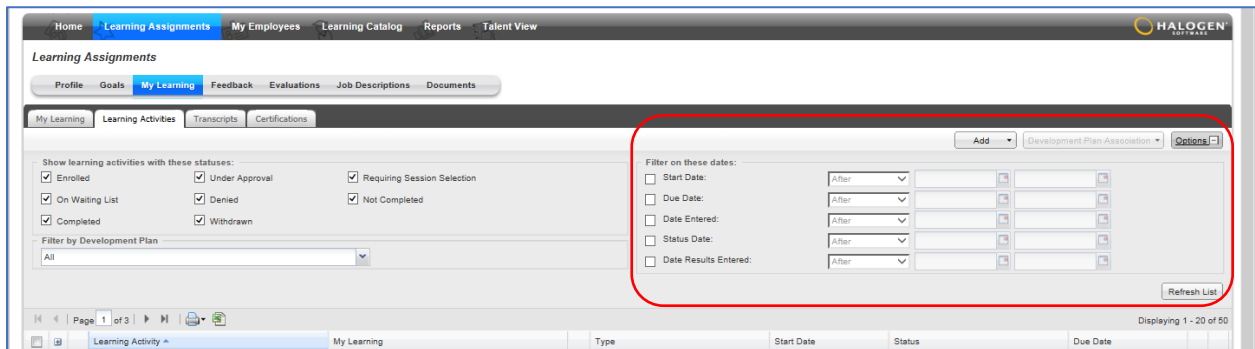 Home Learning Assignments My Employees Learning Catalog Reports Talent View HALOGEN
SOFTWARE
Learning Assignments
Profile Goals My Learning Feedback Evaluations Job Descriptions Documents
My Learning Learning Activities Transcripts Certifications
Add Development Plan Association Options
Show learning activities with these statuses:
Enrolled Under Approval Requiring Session Selection
On Waiting List Denied Not Completed
Completed Withdrawn
Filter by Development Plan
All
Filter on these dates:
Start Date: After
Due Date: After
Date Entered: After
Status Date: After
Date Results Entered: After
Refresh List
Page 1 of 3 Displaying 1 - 20 of 50
Learning Activity My Learning Type Start Date Status Due Date